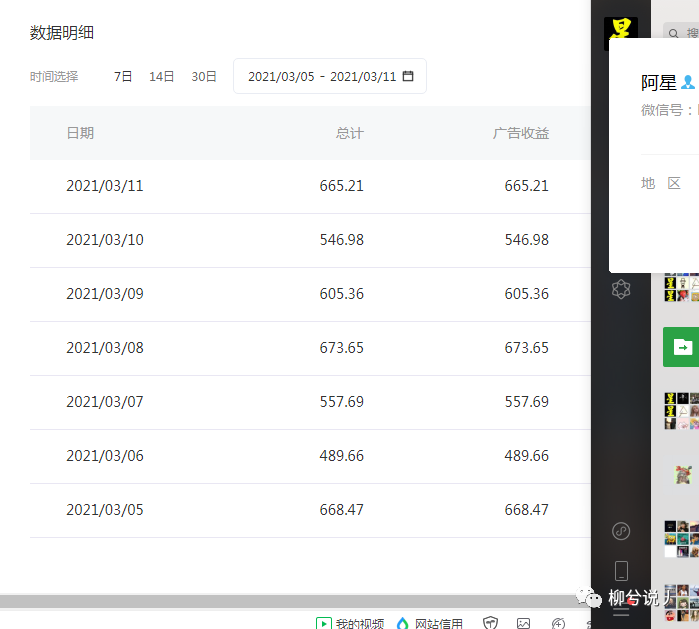 数据明细
时间选择 7日 14日 30日 2021/03/05 - 2021/03/11
日期 总计 广告收益
2021/03/11 665.21 665.21
2021/03/10 546.98 546.98
2021/03/09 605.36 605.36
2021/03/08 673.65 673.65
2021/03/07 557.69 557.69
2021/03/06 489.66 489.66
2021/03/05 668.47 668.47
星
搜
阿星
微信号：
地 区
柳兮说
我的视频 网站信用